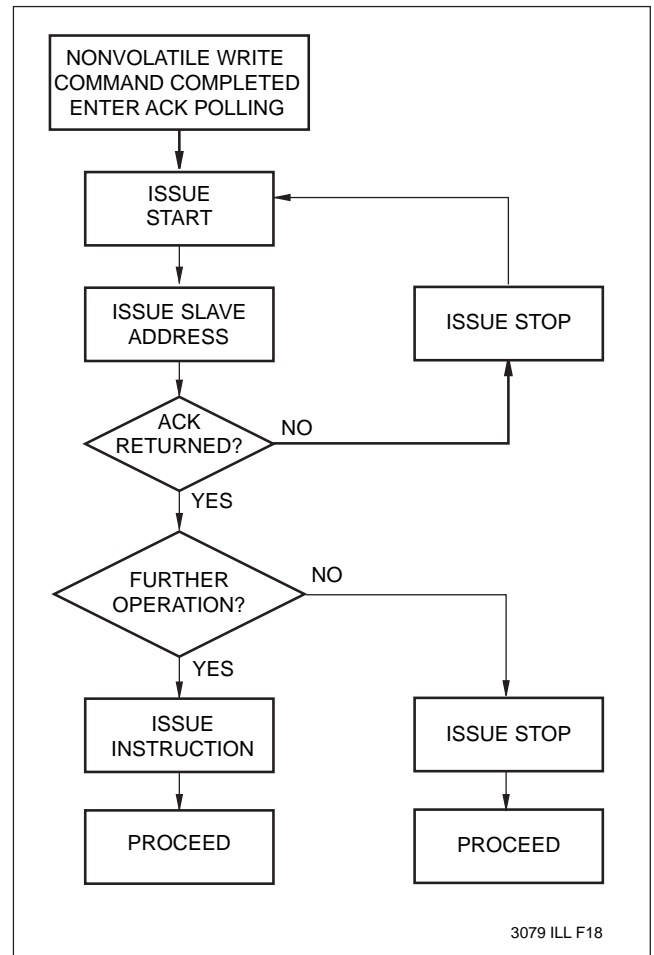 NONVOLATILE WRITE
COMMAND COMPLETED
ENTER ACK POLLING
ISSUE
START
ISSUE SLAVE
ADDRESS
ISSUE STOP
ACK
RETURNED?
NO
YES
FURTHER
OPERATION?
NO
YES
ISSUE
INSTRUCTION
ISSUE STOP
PROCEED
PROCEED
3079 ILL F18